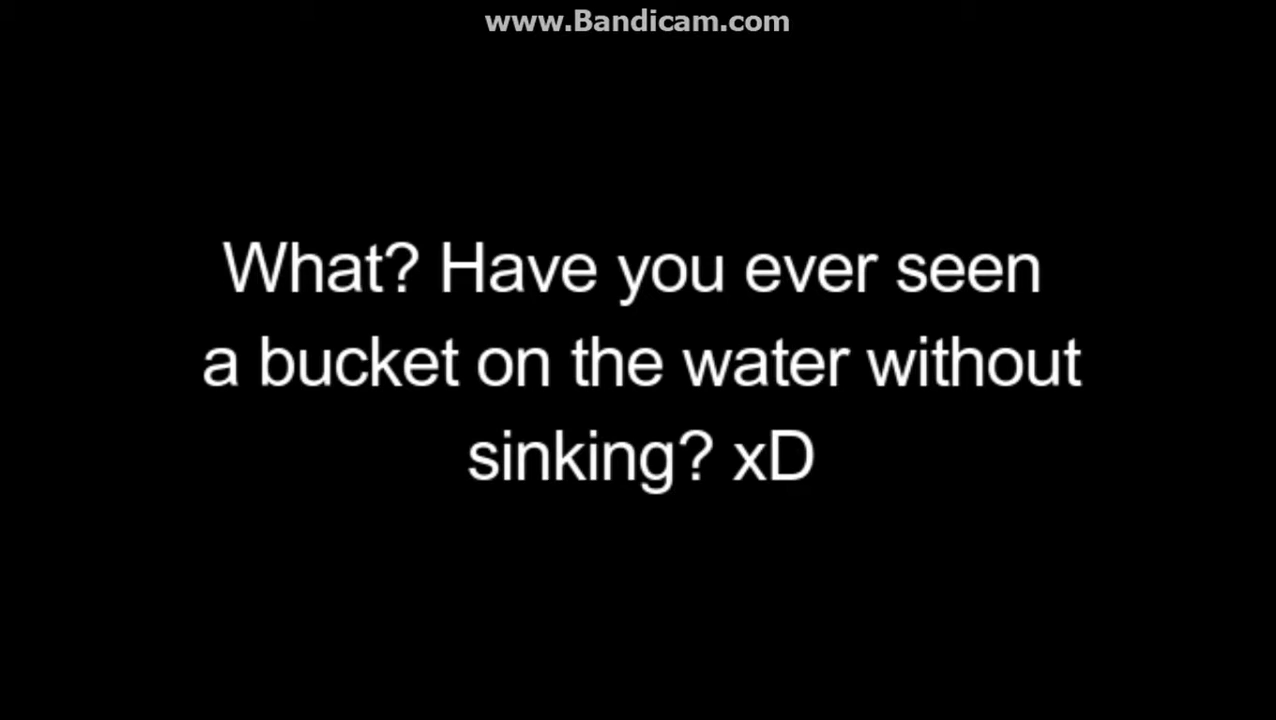 www.Bandicam.com
What? Have you ever seen
a bucket on the water without
sinking? xD